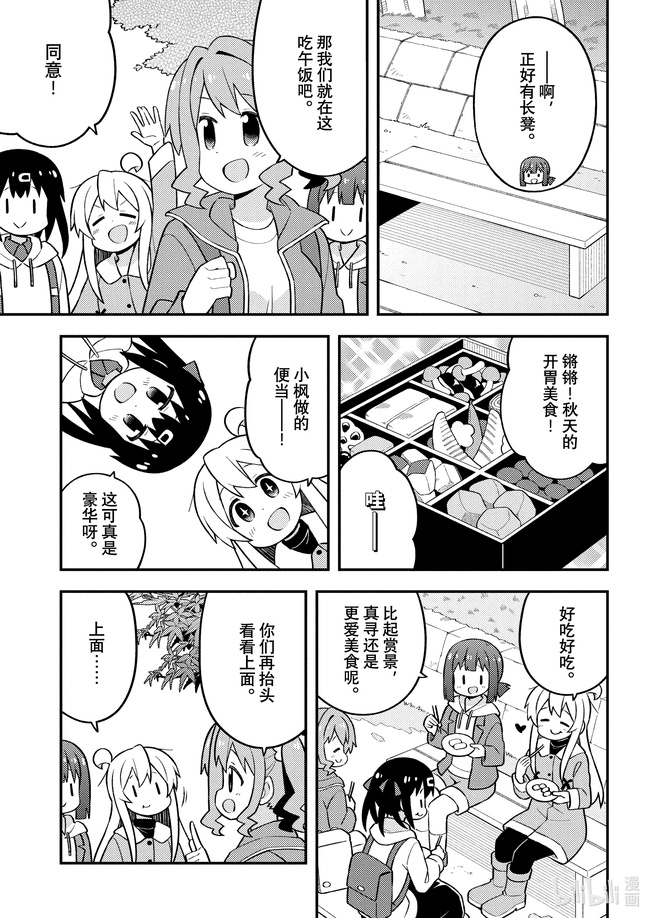 ——啊，
正好有长凳。
那我们就在这
吃午饭吧。
同意！
锵锵！秋天的
开胃美食！
哇——
小枫做的
便当——！
这可真是
豪华呀。
好吃好吃。
比起赏景，
真寻还是
更爱美食呢。
你们再抬头
看看上面。
上面……
bilibili
漫画